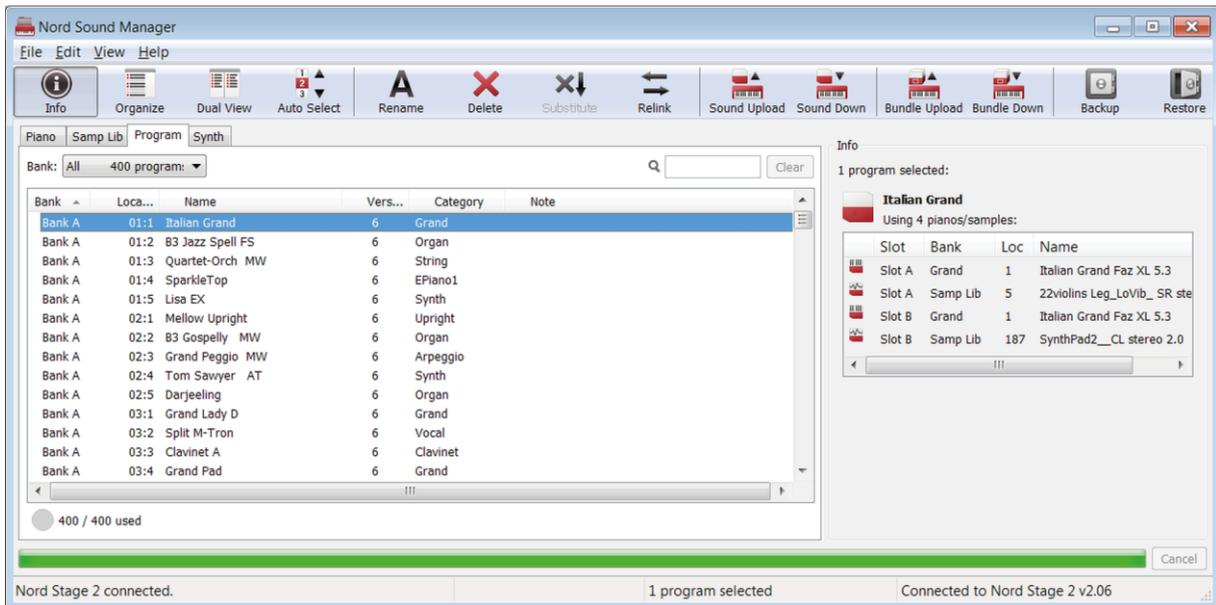 Nord Sound Manager
File Edit View Help
Info Organize Dual View Auto Select Rename Delete Substitute Relink Sound Upload Sound Down Bundle Upload Bundle Down Backup Restore
Piano Samp Lib Program Synth
Bank: All 400 program: Clear
Bank Loca... Name Vers... Category Note
Bank A 01:1 Italian Grand 6 Grand
Bank A 01:2 B3 Jazz Spell FS 6 Organ
Bank A 01:3 Quartet-Orch MW 6 String
Bank A 01:4 SparkleTop 6 EPiano1
Bank A 01:5 Lisa EX 6 Synth
Bank A 02:1 Mellow Upright 6 Upright
Bank A 02:2 B3 Gospelly MW 6 Organ
Bank A 02:3 Grand Peggio MW 6 Arpeggio
Bank A 02:4 Tom Sawyer AT 6 Synth
Bank A 02:5 Darjeeling 6 Organ
Bank A 03:1 Grand Lady D 6 Grand
Bank A 03:2 Split M-Tron 6 Vocal
Bank A 03:3 Clavinet A 6 Clavinet
Bank A 03:4 Grand Pad 6 Grand
400 / 400 used
Info
1 program selected:
Italian Grand
Using 4 pianos/samples:
Slot Bank Loc Name
Slot A Grand 1 Italian Grand Faz XL 5.3
Slot A Samp Lib 5 22violins Leg_LoVib_ SR ste
Slot B Grand 1 Italian Grand Faz XL 5.3
Slot B Samp Lib 187 SynthPad2__CL stereo 2.0
Cancel
Nord Stage 2 connected. 1 program selected Connected to Nord Stage 2 v2.06